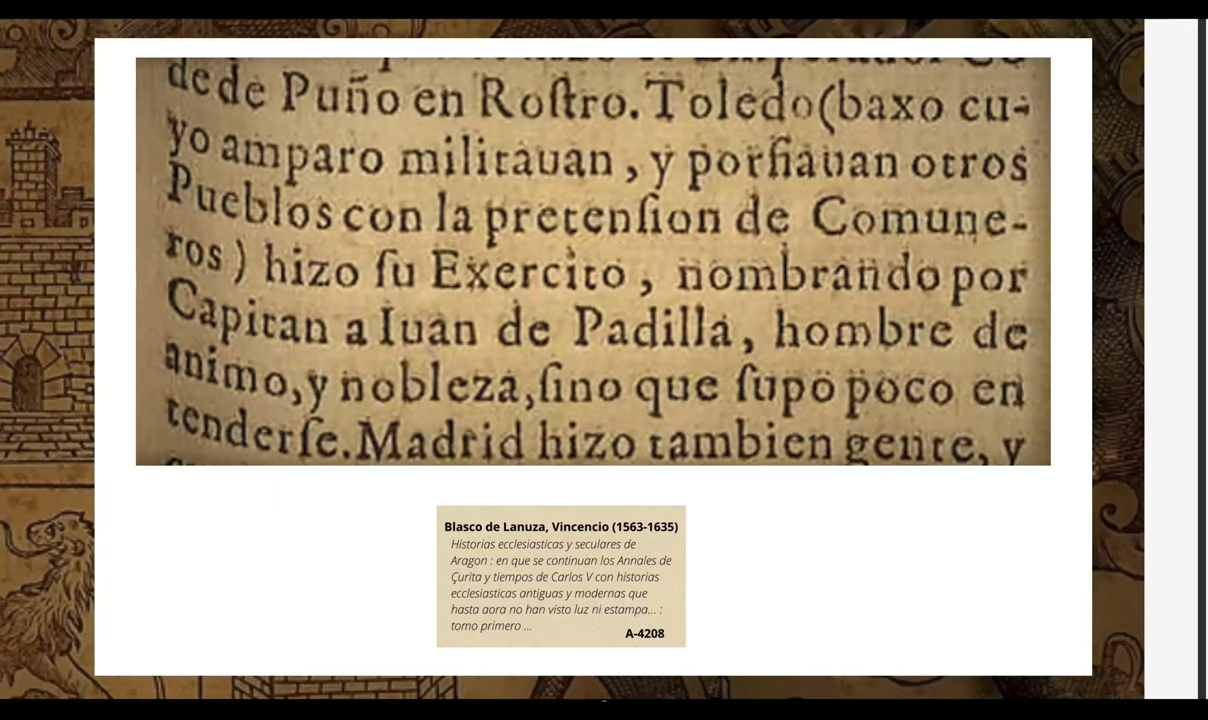 dede Puño en Roſtro. Toledo (baxo cu-
yo amparo militauan, y porfiauan otros
Pueblos con la pretenſion de Comune-
ros) hizo ſu Exercito, nombrando por
Capitan a Iuan de Padilla, hombre de
animo, y nobleza, ſino que ſupo poco en
tenderſe. Madrid hizo tambien gente, y
Blasco de Lanuza, Vincencio (1563-1635)
Historias ecclesiasticas y seculares de
Aragon : en que se continuan los Annales de
Çurita y tiempos de Carlos V con historias
ecclesiasticas antiguas y modernas que
hasta aora no han visto luz ni estampa... :
tomo primero ...
A-4208